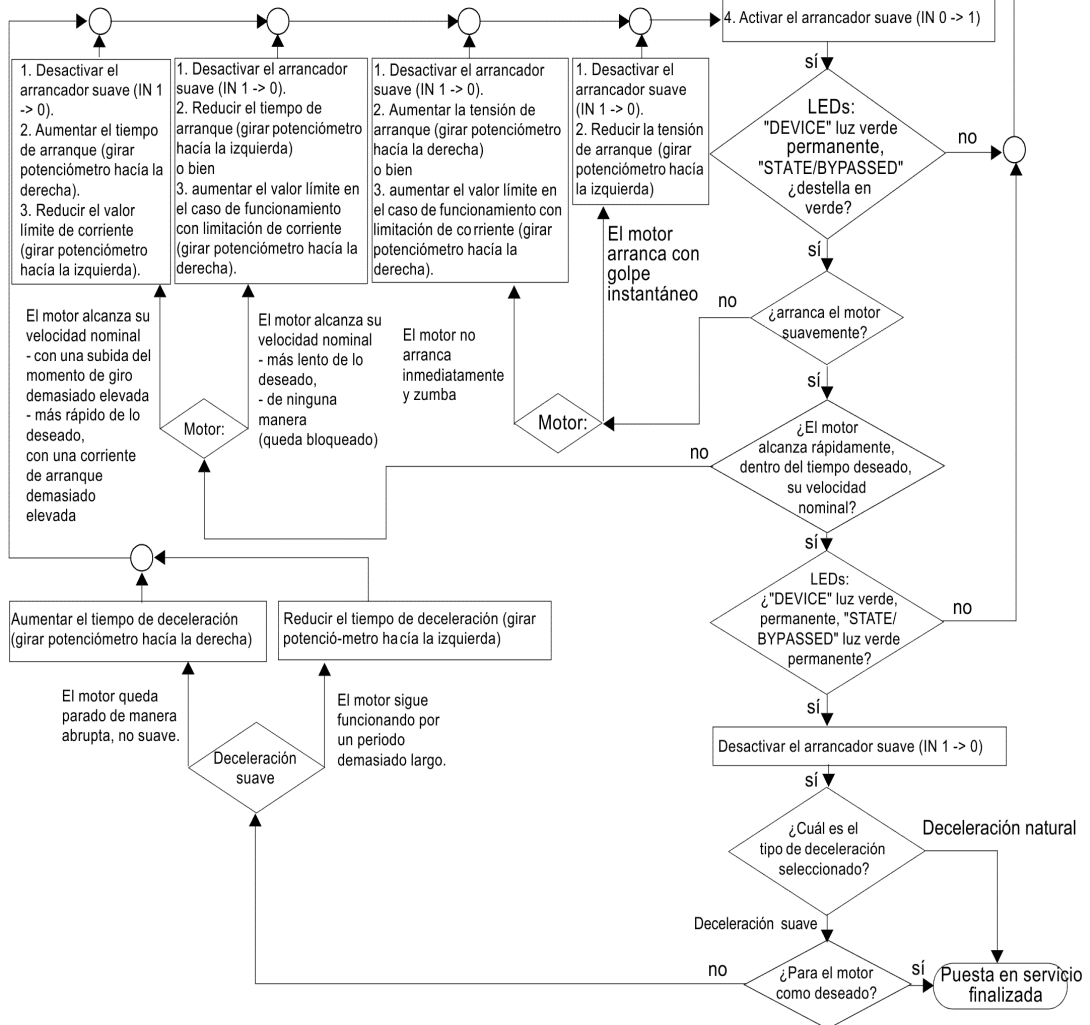 4. Activar el arrancador suave (IN 0 -> 1)
1. Desactivar el
arrancador suave (IN 1
-> 0).
2. Aumentar el tiempo
de arranque (girar
potenciómetro hacía la
derecha).
3. Reducir el valor
límite de corriente
(girar potenciómetro
hacía la izquierda).
1. Desactivar el arrancador
suave (IN 1 -> 0).
2. Reducir el tiempo de
arranque (girar potenciómetro
hacía la izquierda)
o bien
3. aumentar el valor límite en
el caso de funcionamiento
con limitación de corriente
(girar potenciómetro hacía la
derecha).
1. Desactivar el arrancador
suave (IN 1 -> 0).
2. Aumentar la tensión de
arranque (girar potenciómetro
hacía la derecha)
o bien
3. aumentar el valor límite en
el caso de funcionamiento con
limitación de corriente (girar
potenciómetro hacía la
derecha).
1. Desactivar el
arrancador suave
(IN 1 -> 0).
2. Reducir la tensión
de arranque (girar
potenciómetro hacía
la izquierda)
sí
LEDs:
"DEVICE" luz verde
permanente,
"STATE/BYPASSED"
¿destella en
verde?
no
sí
El motor
arranca con
golpe
instantáneo
no
¿arranca el motor
suavemente?
sí
El motor alcanza su
velocidad nominal
- con una subida del
momento de giro
demasiado elevada
- más rápido de lo
deseado,
con una corriente
de arranque
demasiado
elevada
Motor:
El motor alcanza su
velocidad nominal
- más lento de lo
deseado,
- de ninguna
manera
(queda bloqueado)
El motor no
arranca
inmediatamente
y zumba
Motor:
no
¿El motor
alcanza rápidamente,
dentro del tiempo deseado,
su velocidad
nominal?
sí
LEDs:
¿"DEVICE" luz verde,
permanente, "STATE/
BYPASSED" luz verde
permanente?
no
sí
Aumentar el tiempo de deceleración
(girar potenciómetro hacía la derecha)
Reducir el tiempo de deceleración (girar
potenció-metro hacía la izquierda)
El motor queda
parado de manera
abrupta, no suave.
El motor sigue
funcionando por
un periodo
demasiado largo.
Deceleración
suave
Desactivar el arrancador suave (IN 1 -> 0)
sí
¿Cuál es el
tipo de deceleración
seleccionado?
Deceleración natural
Deceleración suave
no
¿Para el motor
como deseado?
sí
Puesta en servicio
finalizada